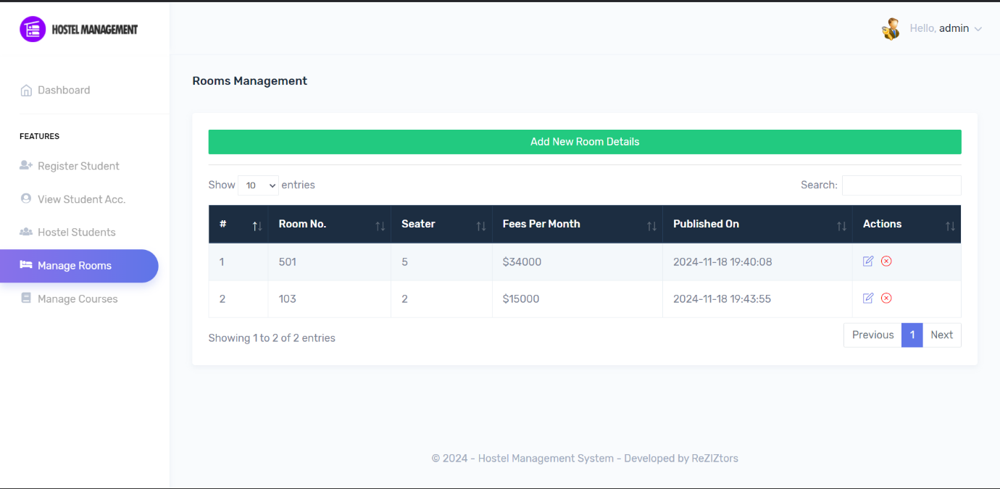 HOSTEL MANAGEMENT
Hello, admin
Dashboard
FEATURES
Register Student
View Student Acc.
Hostel Students
Manage Rooms
Manage Courses
Rooms Management
Add New Room Details
Show 10 entries
Search:
# Room No. Seater Fees Per Month Published On Actions
1 501 5 $34000 2024-11-18 19:40:08
2 103 2 $15000 2024-11-18 19:43:55
Showing 1 to 2 of 2 entries
Previous 1 Next
© 2024 - Hostel Management System - Developed by ReZIZtors